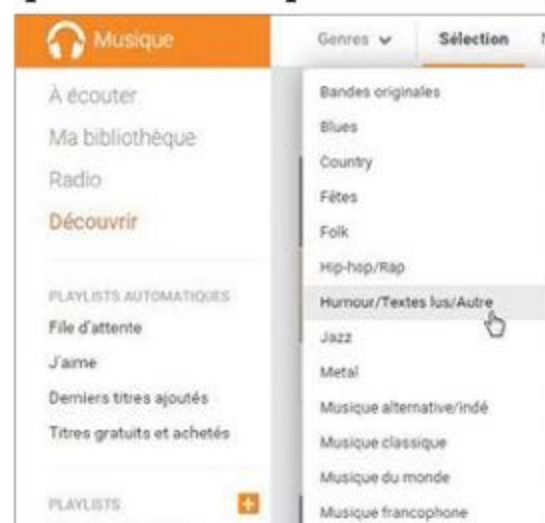 Musique
À écouter
Ma bibliothèque
Radio
Découvrir
PLAYLISTS AUTOMATIQUES
File d'attente
J'aime
Derniers titres ajoutés
Titres gratuits et achetés
PLAYLISTS
Genres Sélection
Bandes originales
Blues
Country
Fêtes
Folk
Hip-hop/Rap
Humour/Textes lus/Autre
Jazz
Metal
Musique alternative/indé
Musique classique
Musique du monde
Musique francophone